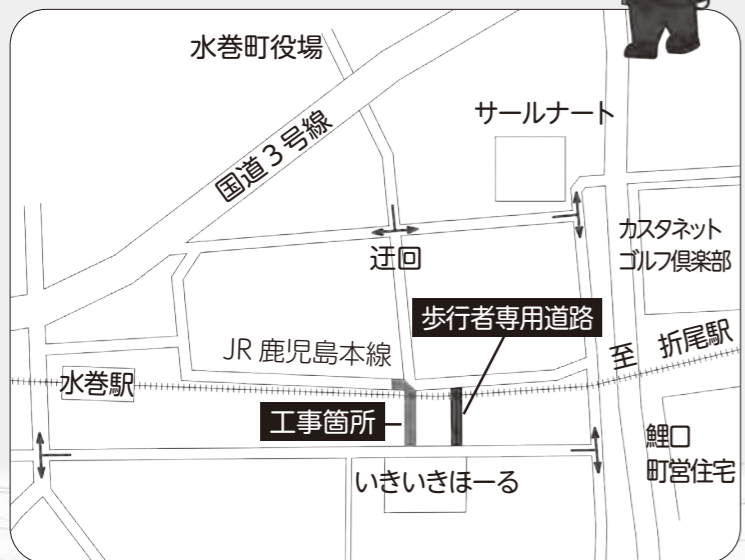 水巻町役場
サールナート
国道3号線
カスタネット
ゴルフ倶楽部
迂回
歩行者専用道路
至 折尾駅
JR 鹿児島本線
水巻駅
工事箇所
鯉口
町営住宅
いきいきほーる